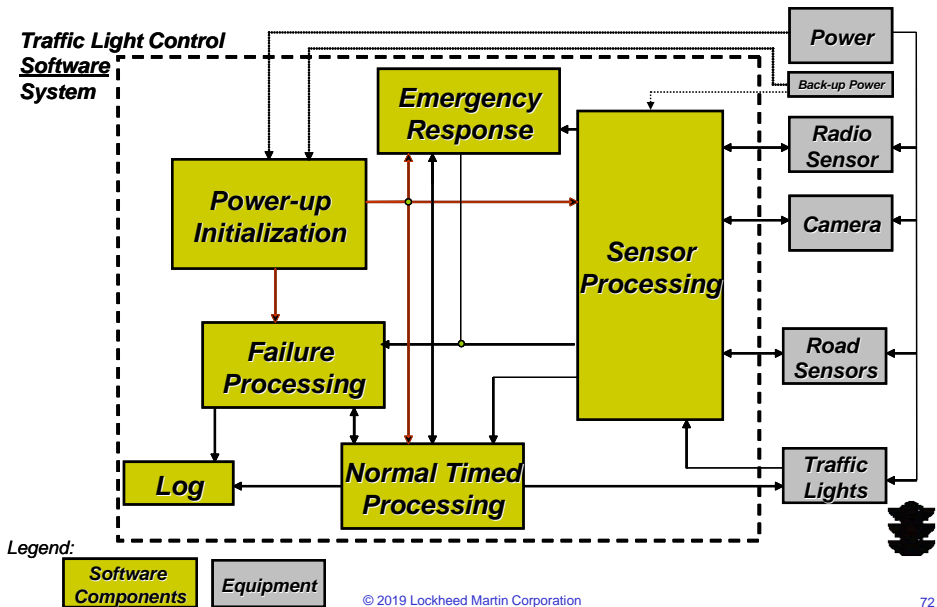 Traffic Light Control
Software
System
Power
Back-up Power
Emergency
Response
Radio
Sensor
Power-up
Initialization
Camera
Sensor
Processing
Failure
Processing
Road
Sensors
Log
Normal Timed
Processing
Traffic
Lights
Legend:
Software
Components
Equipment
© 2019 Lockheed Martin Corporation
72